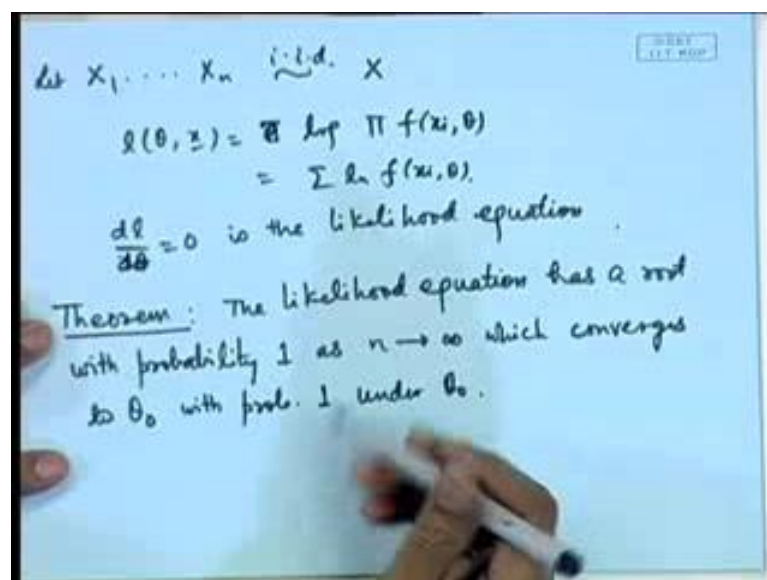 Let X₁ .... Xₙ i.i.d. ~ X
l(θ, x) = log Π f(xi, θ)
= Σ ln f(xi, θ).
dl/dθ = 0 is the likelihood equation.
Theorem: The likelihood equation has a root
with probability 1 as n → ∞ which converges
to θ₀ with prob. 1 under θ₀.